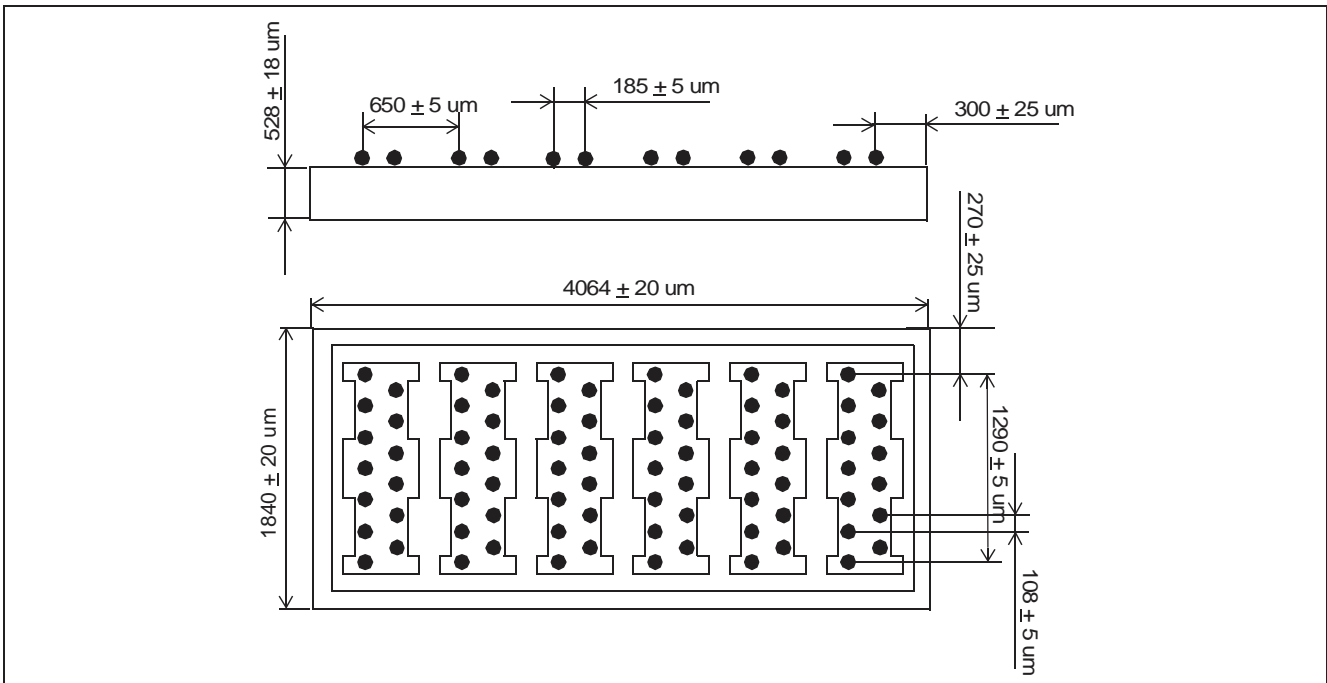 528 ± 18 um
650 ± 5 um
185 ± 5 um
300 ± 25 um
270 ± 25 um
4064 ± 20 um
1840 ± 20 um
1290 ± 5 um
108 ± 5 um